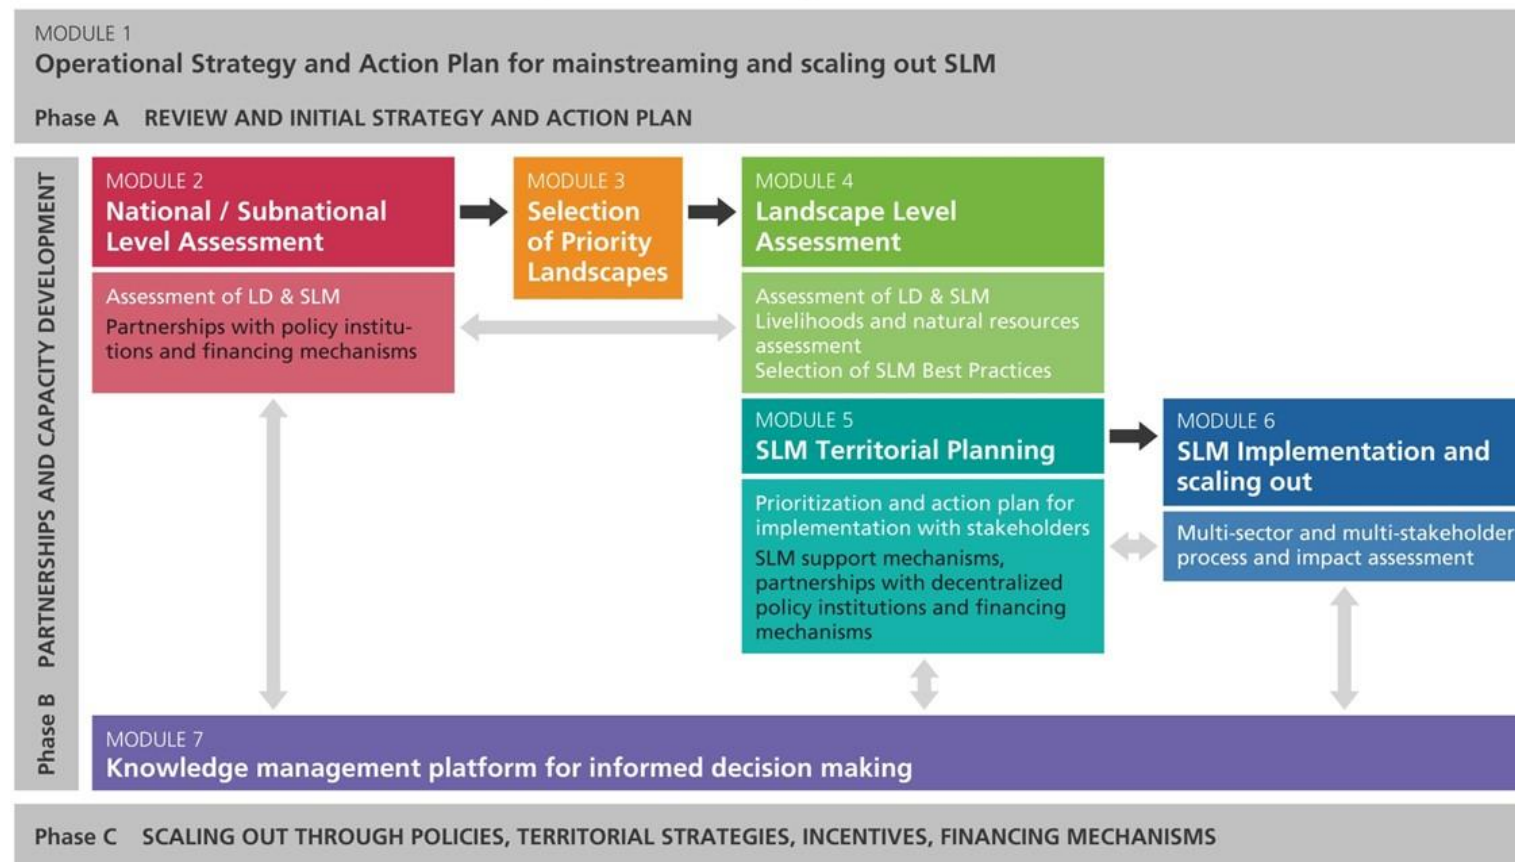 MODULE 1
Operational Strategy and Action Plan for mainstreaming and scaling out SLM
Phase A REVIEW AND INITIAL STRATEGY AND ACTION PLAN
Phase B PARTNERSHIPS AND CAPACITY DEVELOPMENT
MODULE 2
National / Subnational
Level Assessment
Assessment of LD & SLM
Partnerships with policy institu-
tions and financing mechanisms
MODULE 3
Selection
of Priority
Landscapes
MODULE 4
Landscape Level
Assessment
Assessment of LD & SLM
Livelihoods and natural resources
assessment
Selection of SLM Best Practices
MODULE 5
SLM Territorial Planning
Prioritization and action plan for
implementation with stakeholders
SLM support mechanisms,
partnerships with decentralized
policy institutions and financing
mechanisms
MODULE 6
SLM Implementation and
scaling out
Multi-sector and multi-stakeholder
process and impact assessment
MODULE 7
Knowledge management platform for informed decision making
Phase C SCALING OUT THROUGH POLICIES, TERRITORIAL STRATEGIES, INCENTIVES, FINANCING MECHANISMS